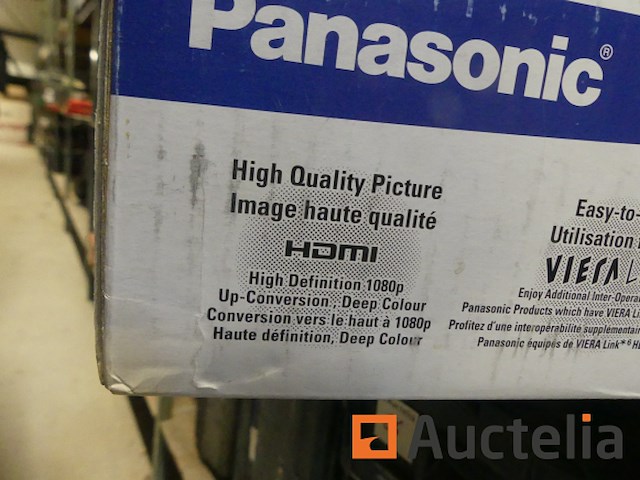 Panasonic®
High Quality Picture
Image haute qualité
HDMI
High Definition 1080p
Up-Conversion, Deep Colour
Conversion vers le haut à 1080p
Haute définition, Deep Colour
Easy-to-
Utilisation
VIERA
Enjoy Additional Inter-Opera
Panasonic Products which have VIERA Li
Profitez d'une interopérabilité supplémen
Panasonic équipés de VIERA Link*6 H
Auctelia